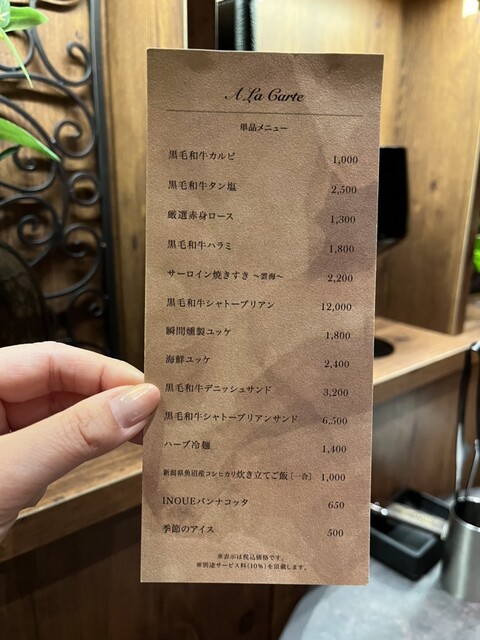 A La Carte
単品メニュー
黒毛和牛カルビ 1,000
黒毛和牛タン塩 2,500
厳選赤身ロース 1,300
黒毛和牛ハラミ 1,800
サーロイン焼きすき ～雲海～ 2,200
黒毛和牛シャトーブリアン 12,000
瞬間燻製ユッケ 1,800
海鮮ユッケ 2,400
黒毛和牛デニッシュサンド 3,200
黒毛和牛シャトーブリアンサンド 6,500
ハーブ冷麺 1,400
新潟県魚沼産コシヒカリ炊き立てご飯［一合］ 1,000
INOUEパンナコッタ 650
季節のアイス 500
※表示は税込価格です。
※別途サービス料(10%)を頂戴します。